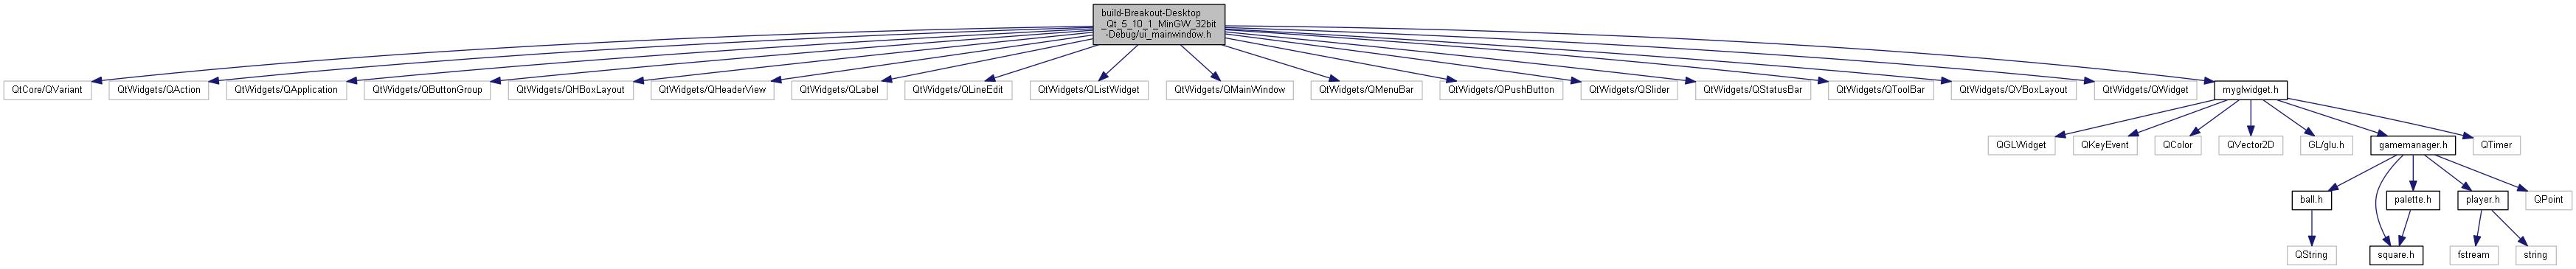 build-Breakout-Desktop
_Qt_5_10_1_MinGW_32bit
-Debug/ui_mainwindow.h
QtCore/QVariant
QtWidgets/QAction
QtWidgets/QApplication
QtWidgets/QButtonGroup
QtWidgets/QHBoxLayout
QtWidgets/QHeaderView
QtWidgets/QLabel
QtWidgets/QLineEdit
QtWidgets/QListWidget
QtWidgets/QMainWindow
QtWidgets/QMenuBar
QtWidgets/QPushButton
QtWidgets/QSlider
QtWidgets/QStatusBar
QtWidgets/QToolBar
QtWidgets/QVBoxLayout
QtWidgets/QWidget
myglwidget.h
QGLWidget
QKeyEvent
QColor
QVector2D
GL/glu.h
gamemanager.h
QTimer
ball.h
palette.h
player.h
QPoint
QString
square.h
fstream
string